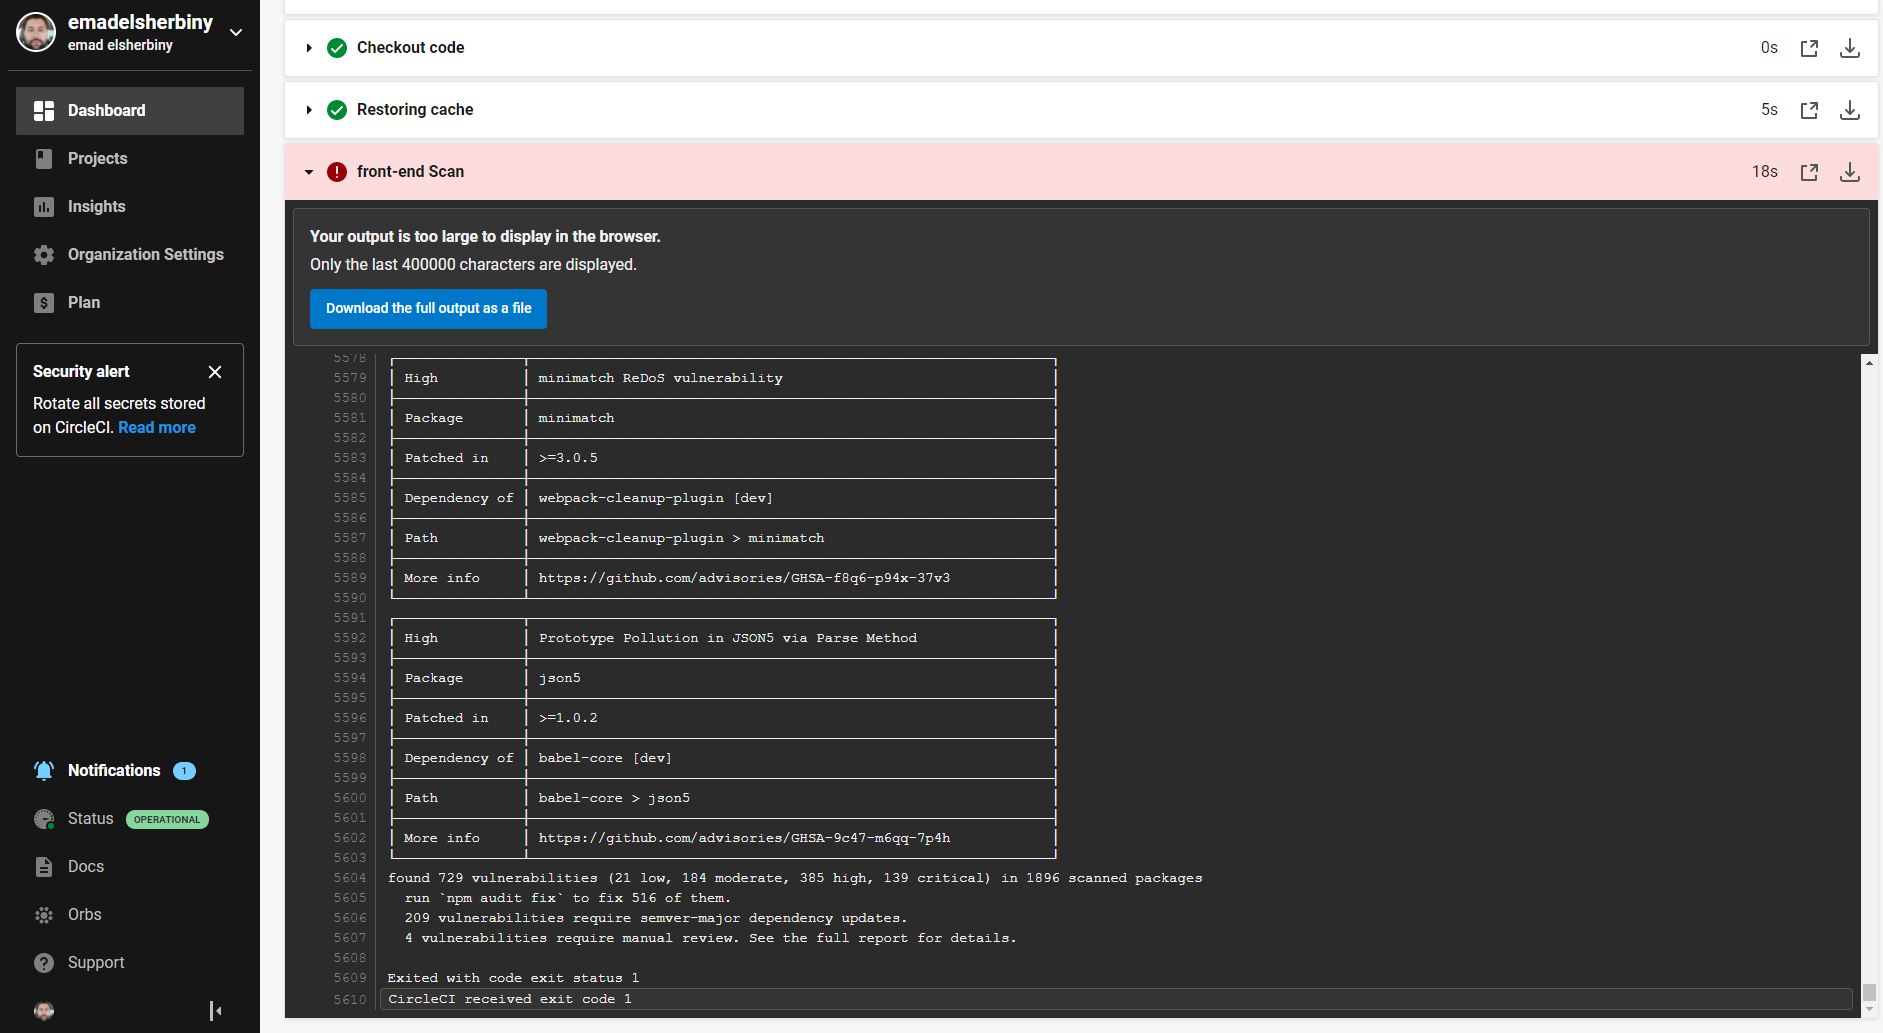 emadelsherbiny
emad elsherbiny
Dashboard
Projects
Insights
Organization Settings
$ Plan
Security alert
Rotate all secrets stored
on CircleCI. Read more
Notifications 1
Status OPERATIONAL
Docs
Orbs
? Support
Checkout code 0s
Restoring cache 5s
! front-end Scan 18s
Your output is too large to display in the browser.
Only the last 400000 characters are displayed.
Download the full output as a file
5578
5579 High minimatch ReDoS vulnerability
5580
5581 Package minimatch
5582
5583 Patched in >=3.0.5
5584
5585 Dependency of webpack-cleanup-plugin [dev]
5586
5587 Path webpack-cleanup-plugin > minimatch
5588
5589 More info https://github.com/advisories/GHSA-f8q6-p94x-37v3
5590
5591
5592 High Prototype Pollution in JSON5 via Parse Method
5593
5594 Package json5
5595
5596 Patched in >=1.0.2
5597
5598 Dependency of babel-core [dev]
5599
5600 Path babel-core > json5
5601
5602 More info https://github.com/advisories/GHSA-9c47-m6qq-7p4h
5603
5604 found 729 vulnerabilities (21 low, 184 moderate, 385 high, 139 critical) in 1896 scanned packages
5605 run `npm audit fix` to fix 516 of them.
5606 209 vulnerabilities require semver-major dependency updates.
5607 4 vulnerabilities require manual review. See the full report for details.
5608
5609 Exited with code exit status 1
5610 CircleCI received exit code 1